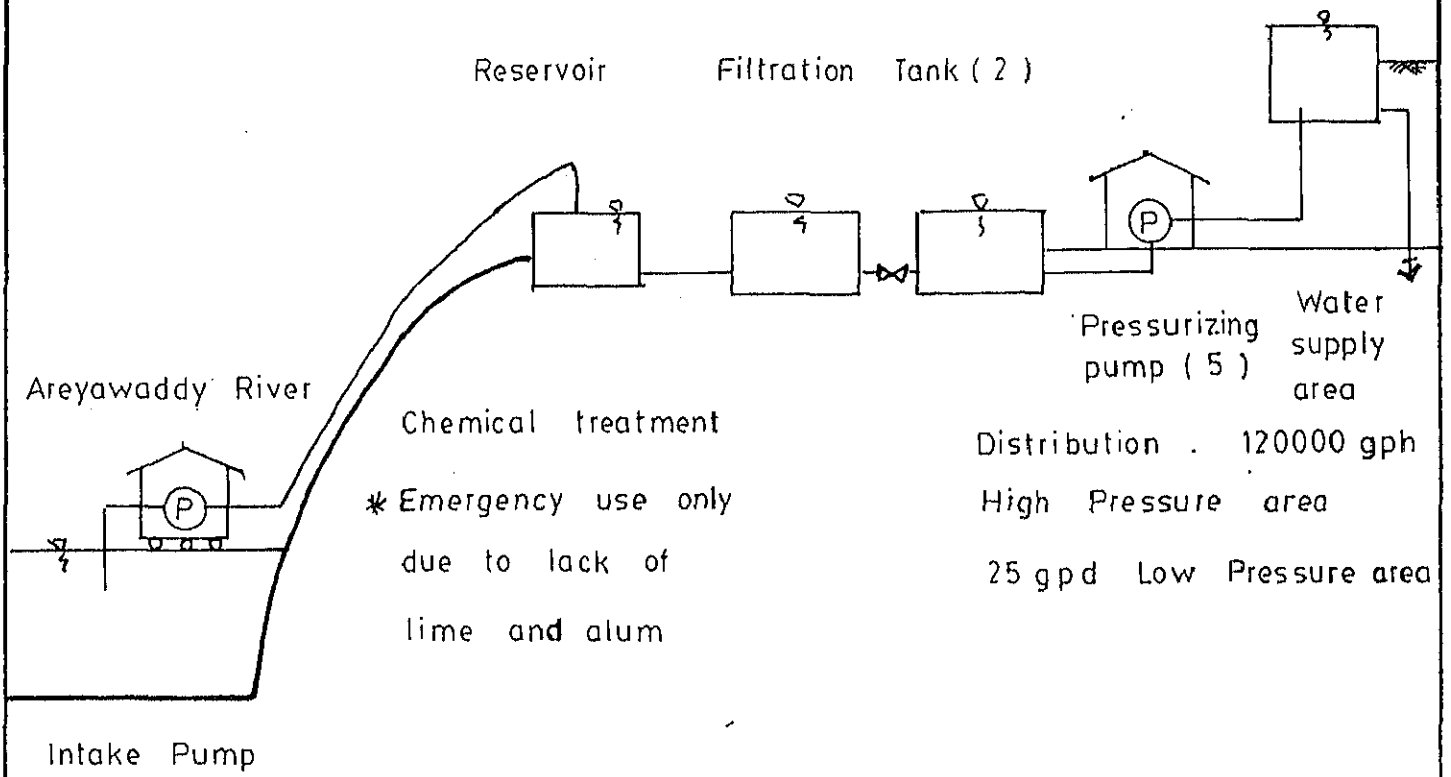 Reservoir
Filtration Tank ( 2 )
P
Pressurizing
pump ( 5 )
Water
supply
area
Areyawaddy River
P
Chemical treatment
* Emergency use only
due to lack of
lime and alum
Distribution . 120000 gph
High Pressure area
25 gpd Low Pressure area
Intake Pump